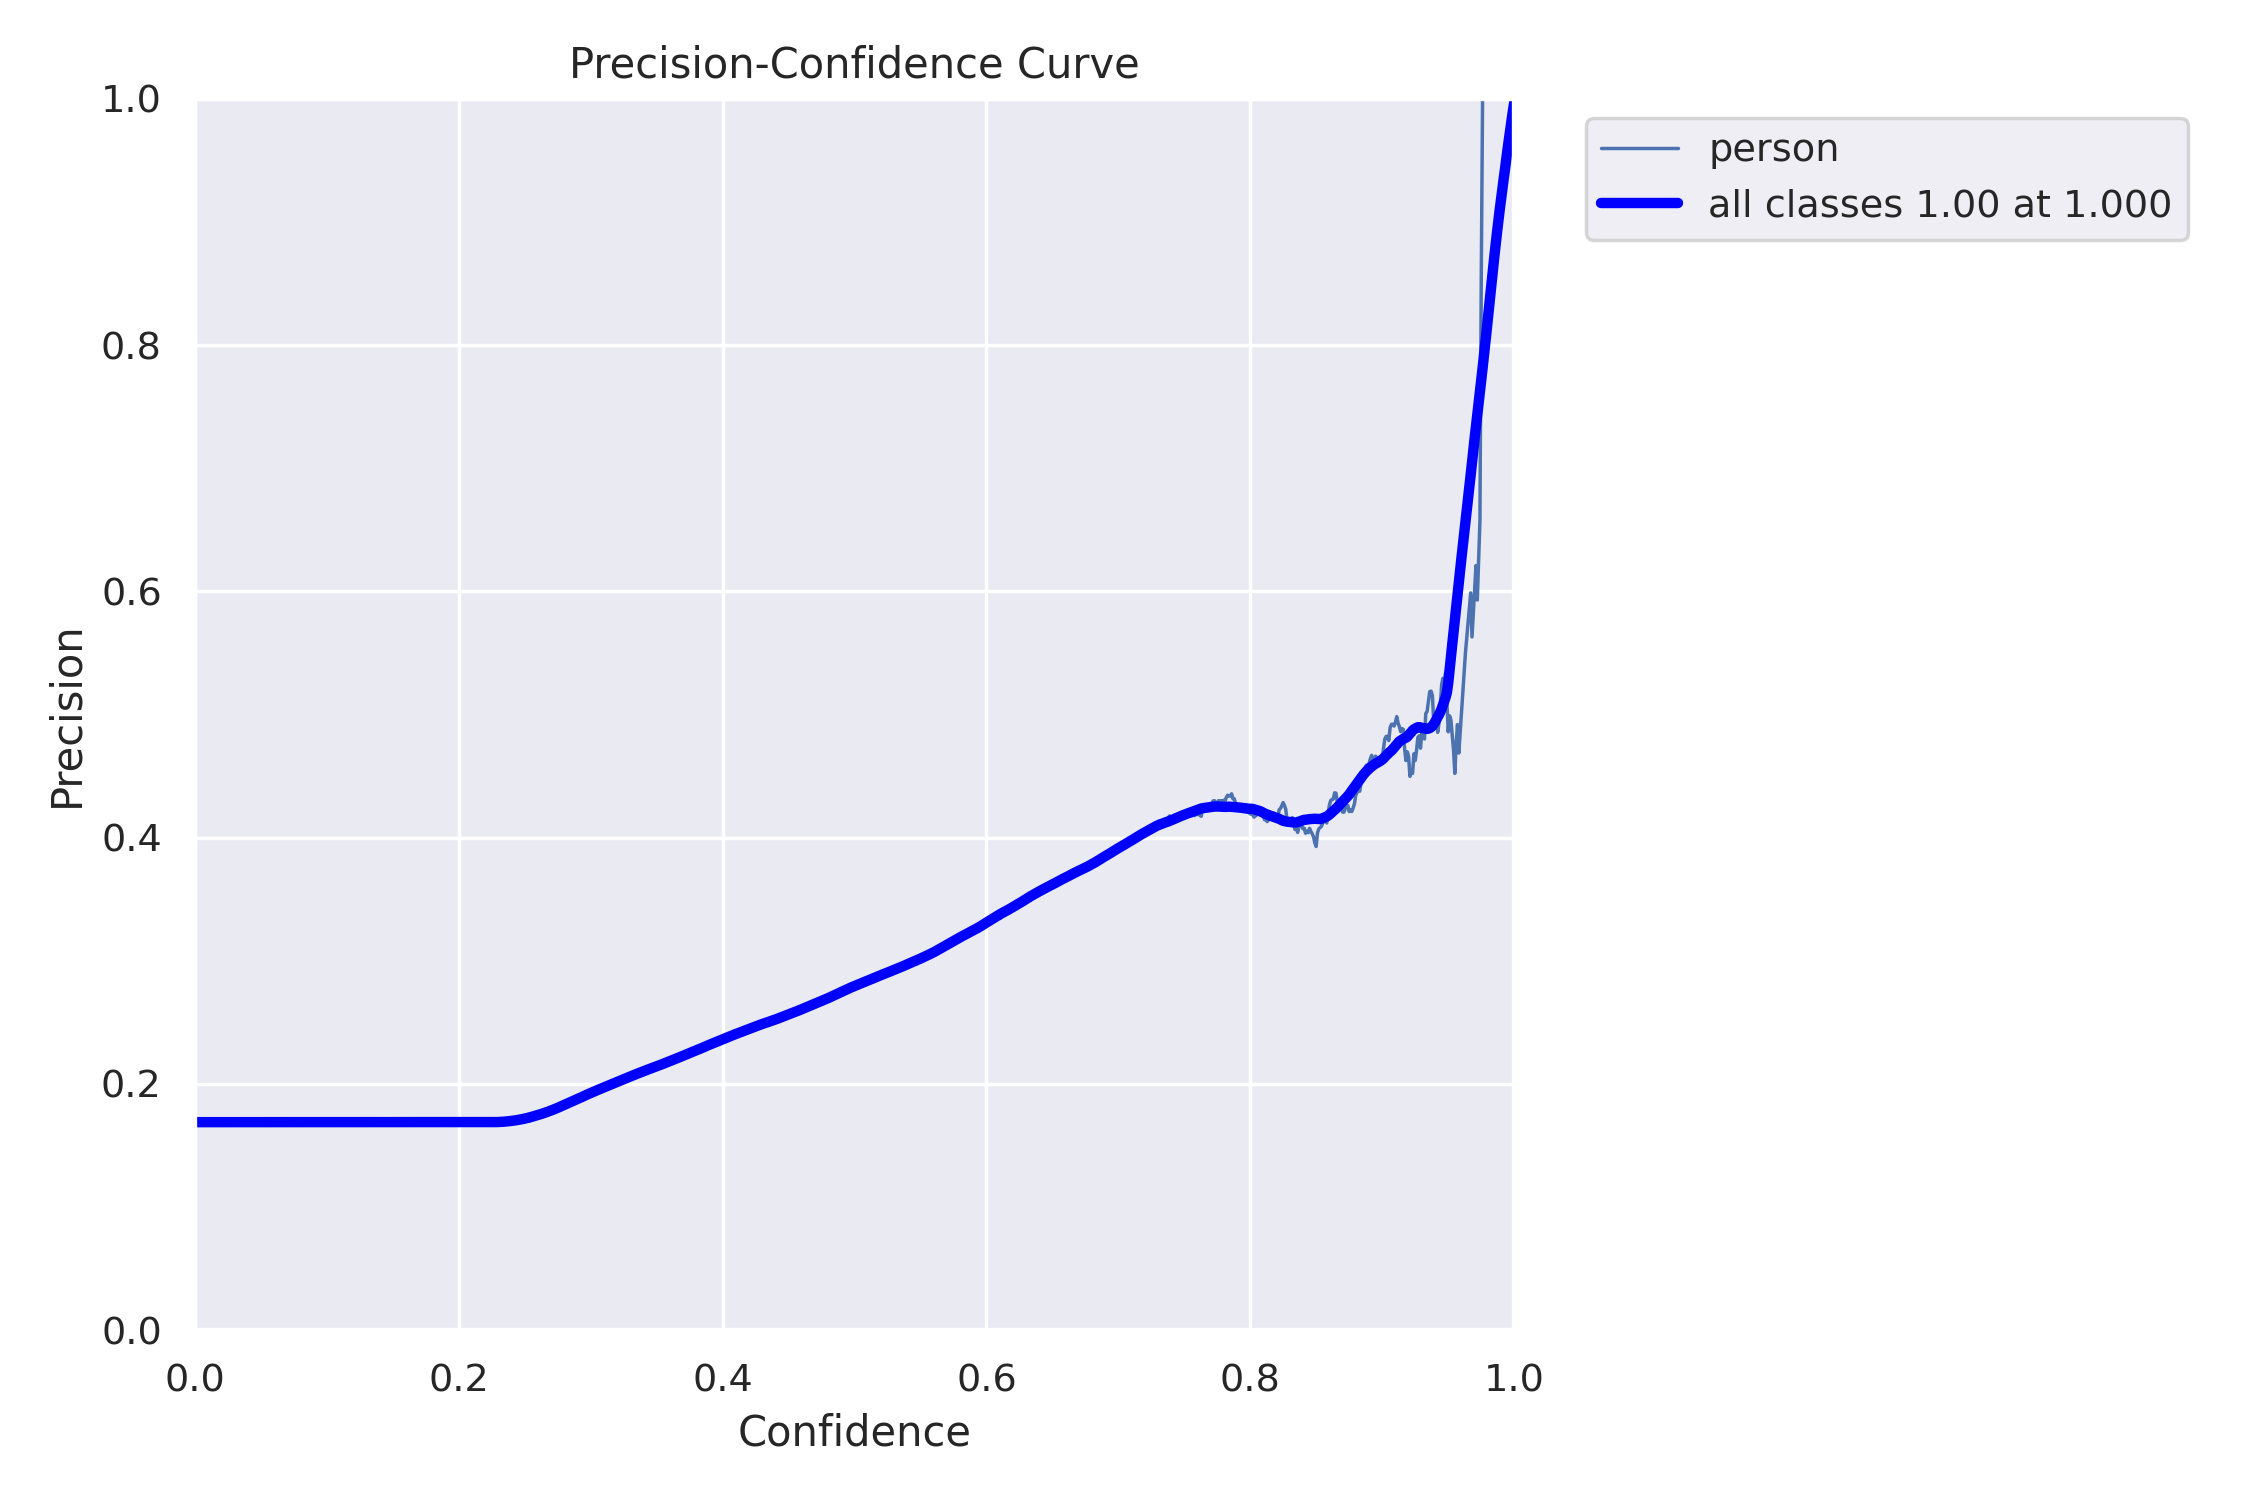 Precision-Confidence Curve
1.0
0.8
0.6
0.4
0.2
0.0
Precision
0.0 0.2 0.4 0.6 0.8 1.0
Confidence
person
all classes 1.00 at 1.000